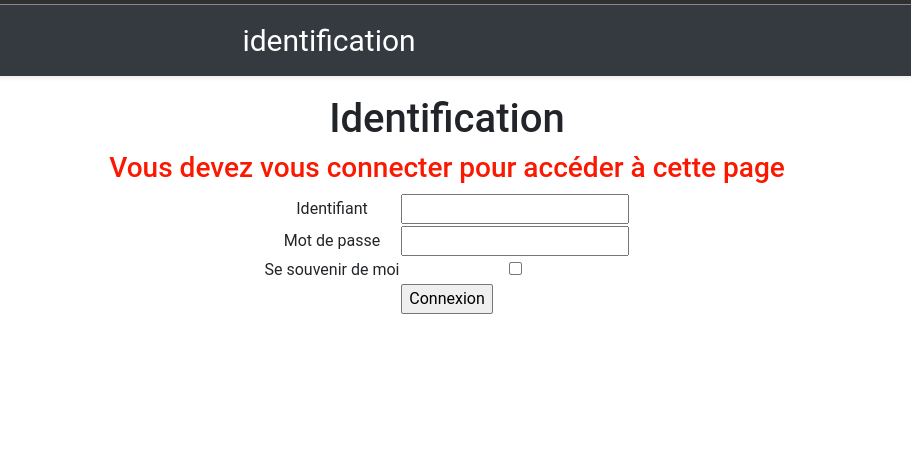 identification
Identification
Vous devez vous connecter pour accéder à cette page
Identifiant
Mot de passe
Se souvenir de moi
Connexion